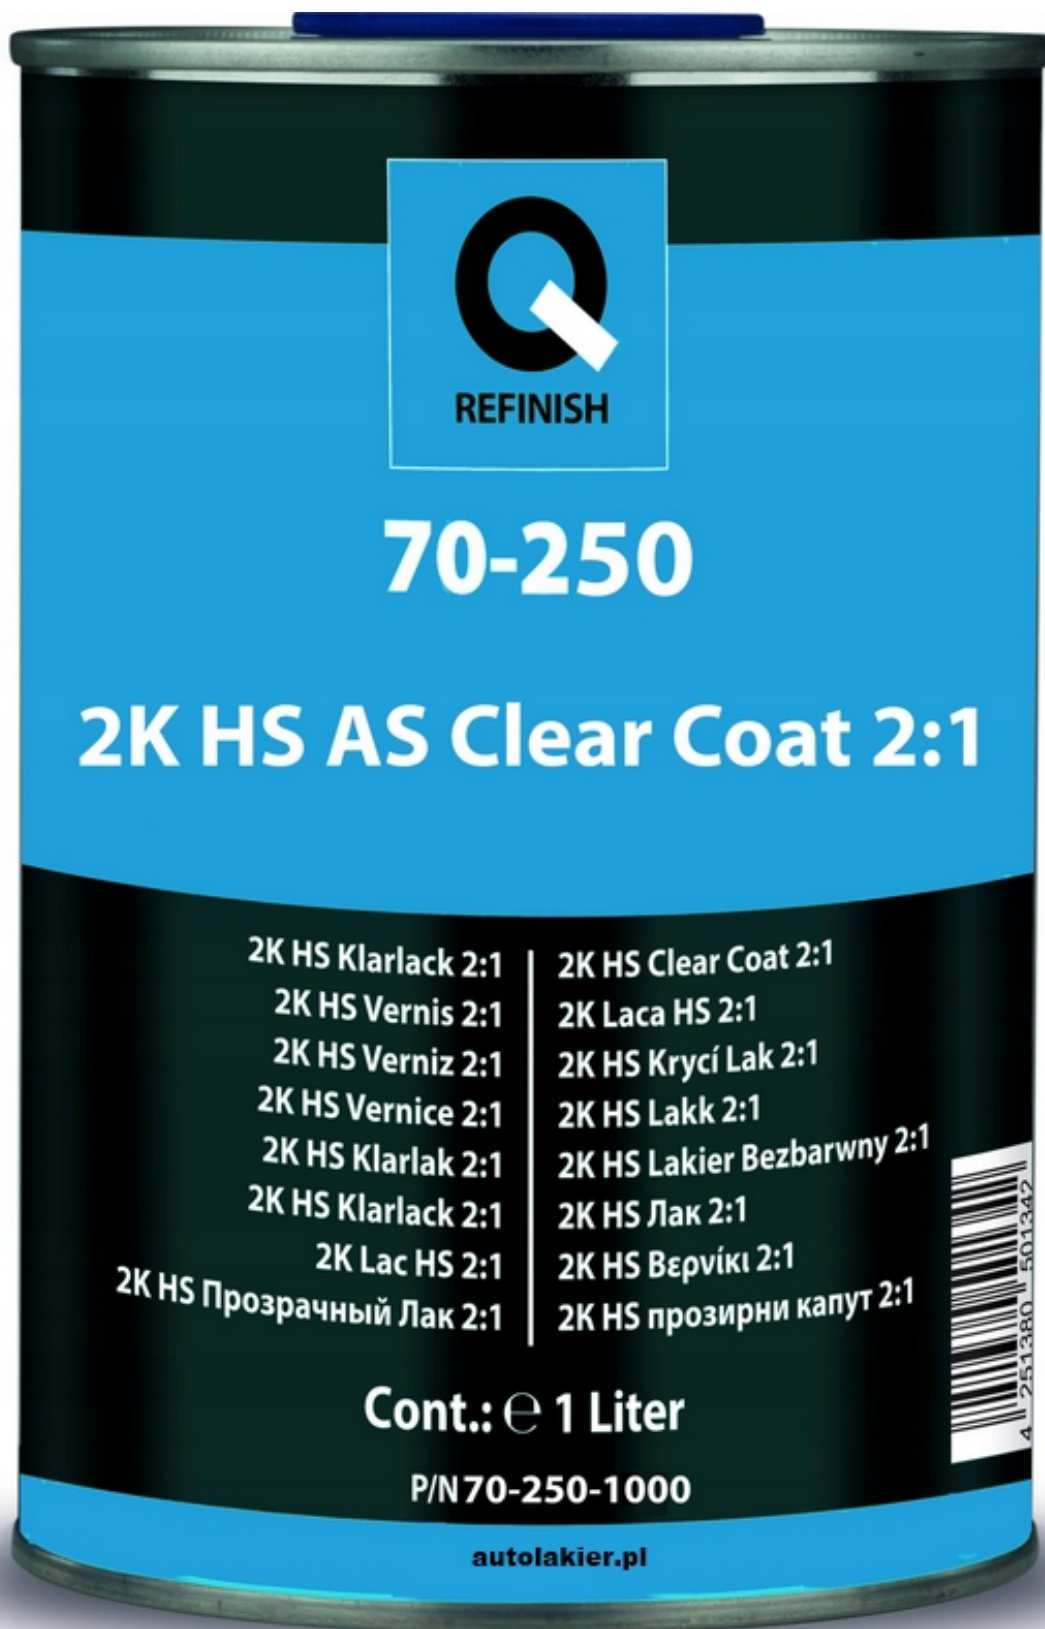 Q
REFINISH
70-250
2K HS AS Clear Coat 2:1
2K HS Klarlack 2:1
2K HS Vernis 2:1
2K HS Verniz 2:1
2K HS Vernice 2:1
2K HS Klarlak 2:1
2K HS Klarlack 2:1
2K Lac HS 2:1
2K HS Прозрачный Лак 2:1
2K HS Clear Coat 2:1
2K Laca HS 2:1
2K HS Krycí Lak 2:1
2K HS Lakk 2:1
2K HS Lakier Bezbarwny 2:1
2K HS Лак 2:1
2K HS Βερνίκι 2:1
2K HS прозирни капут 2:1
Cont.: ℮ 1 Liter
P/N70-250-1000
4 251380 501342
autolakier.pl